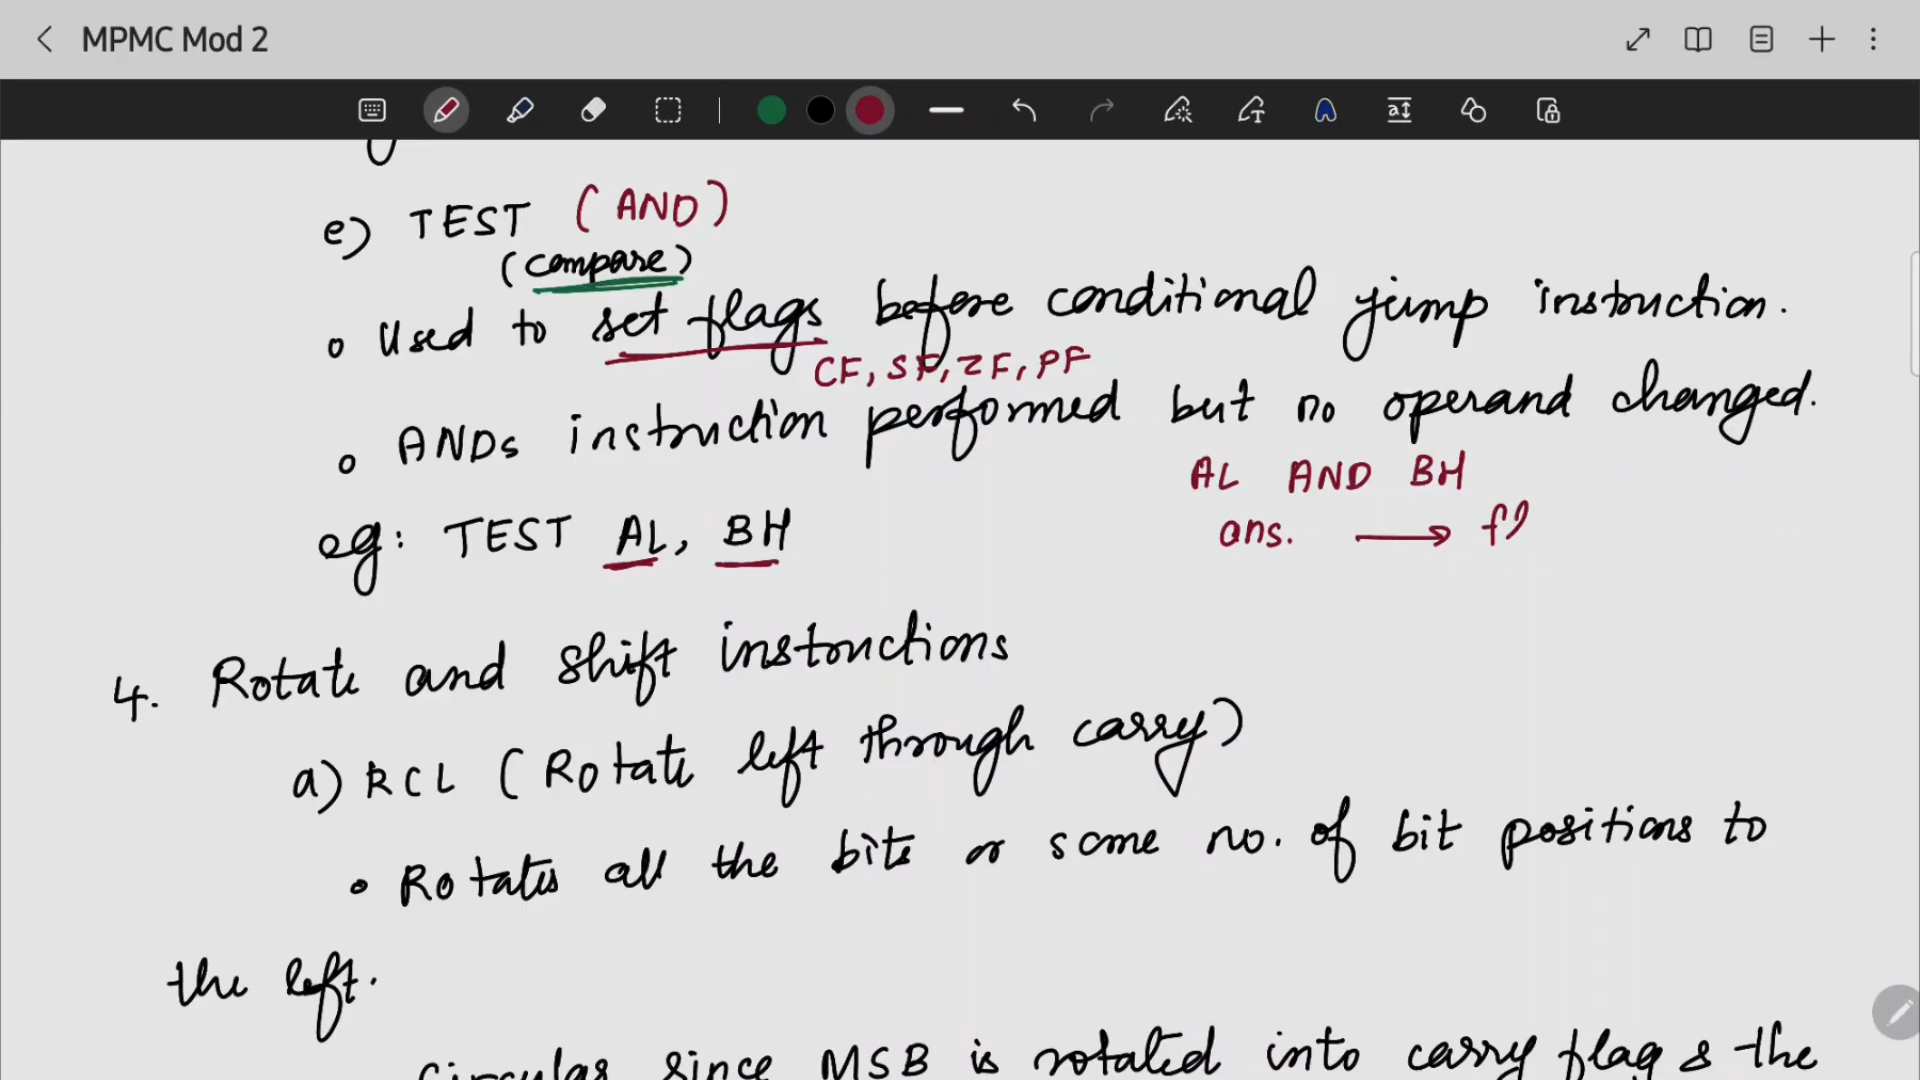 MPMC Mod 2
e) TEST (AND)
(compare)
o Used to set flags before conditional jump instruction.
CF, SF, ZF, PF
o ANDs instruction performed but no operand changed.
AL AND BH
eg: TEST AL, BH
ans. →
4. Rotate and shift instructions
a) RCL (Rotate left through carry)
• Rotates all the bits or some no. of bit positions to
the left.
Circular since MSB is rotated into carry flag & the